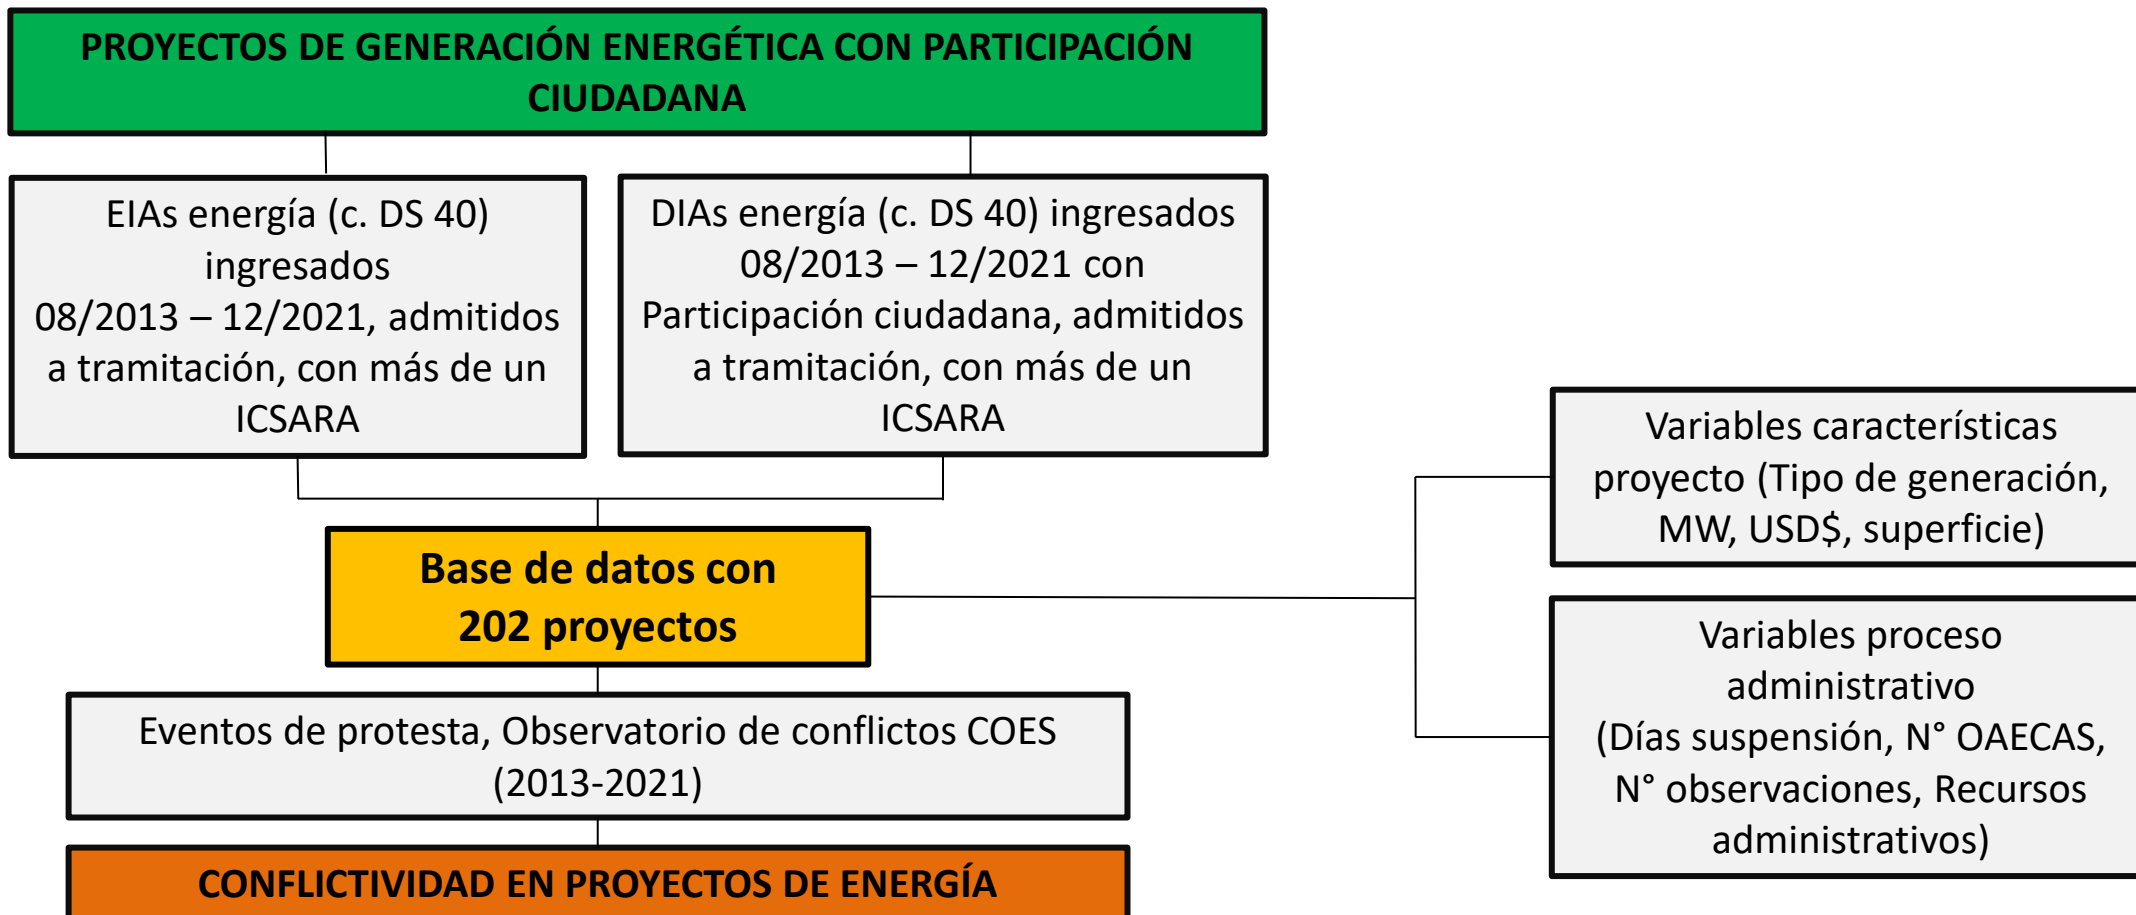 PROYECTOS DE GENERACIÓN ENERGÉTICA CON PARTICIPACIÓN
CIUDADANA
EIAs energía (c. DS 40)
ingresados
08/2013 – 12/2021, admitidos
a tramitación, con más de un
ICSARA
DIAs energía (c. DS 40) ingresados
08/2013 – 12/2021 con
Participación ciudadana, admitidos
a tramitación, con más de un
ICSARA
Base de datos con
202 proyectos
Variables características
proyecto (Tipo de generación,
MW, USD$, superficie)
Variables proceso
administrativo
(Días suspensión, N° OAECAS,
N° observaciones, Recursos
administrativos)
Eventos de protesta, Observatorio de conflictos COES
(2013-2021)
CONFLICTIVIDAD EN PROYECTOS DE ENERGÍA